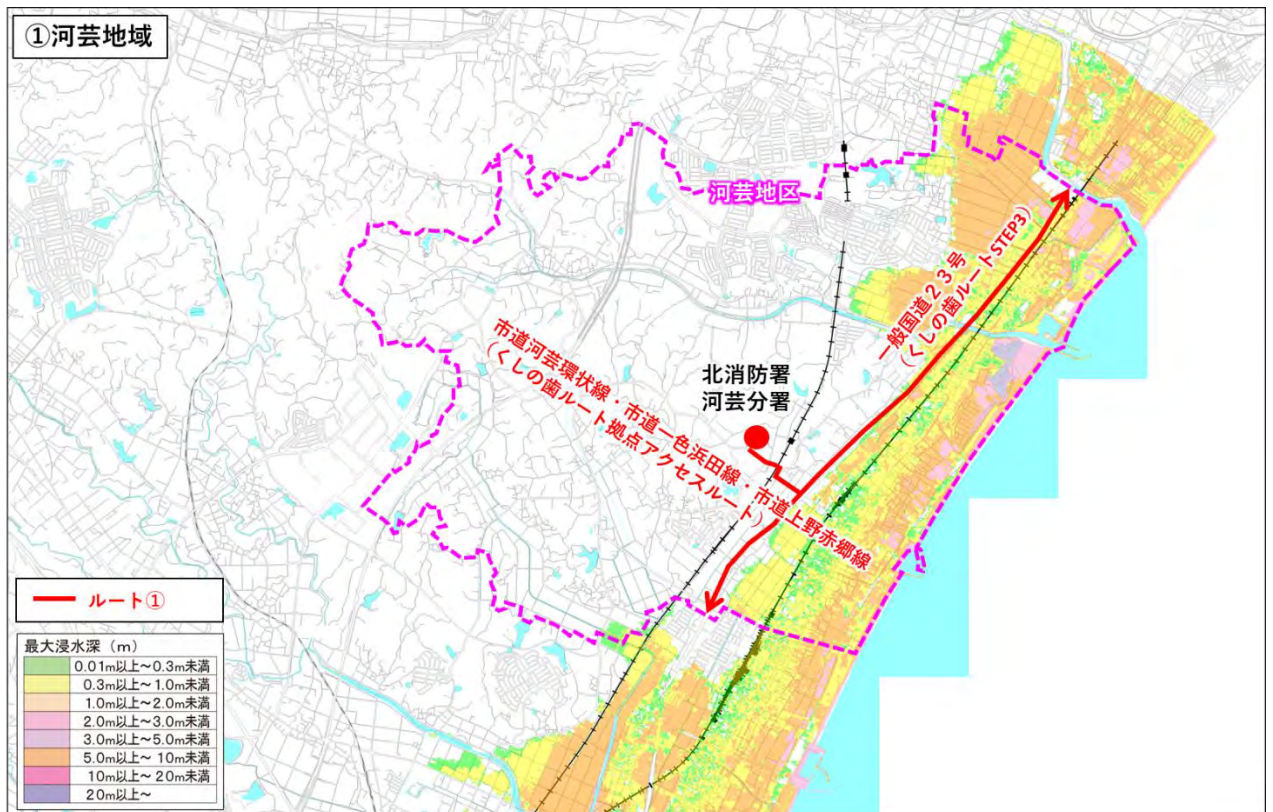 ①河芸地域
河芸地区
一般国道23号
（くしの歯ルートSTEP3）
北消防署
河芸分署
市道河芸環状線・市道一色浜田線・市道上野赤郷線
（くしの歯ルート拠点アクセスルート）
ルート①
最大浸水深（m）
0.01m以上～0.3m未満
0.3m以上～1.0m未満
1.0m以上～2.0m未満
2.0m以上～3.0m未満
3.0m以上～5.0m未満
5.0m以上～10m未満
10m以上～20m未満
20m以上～